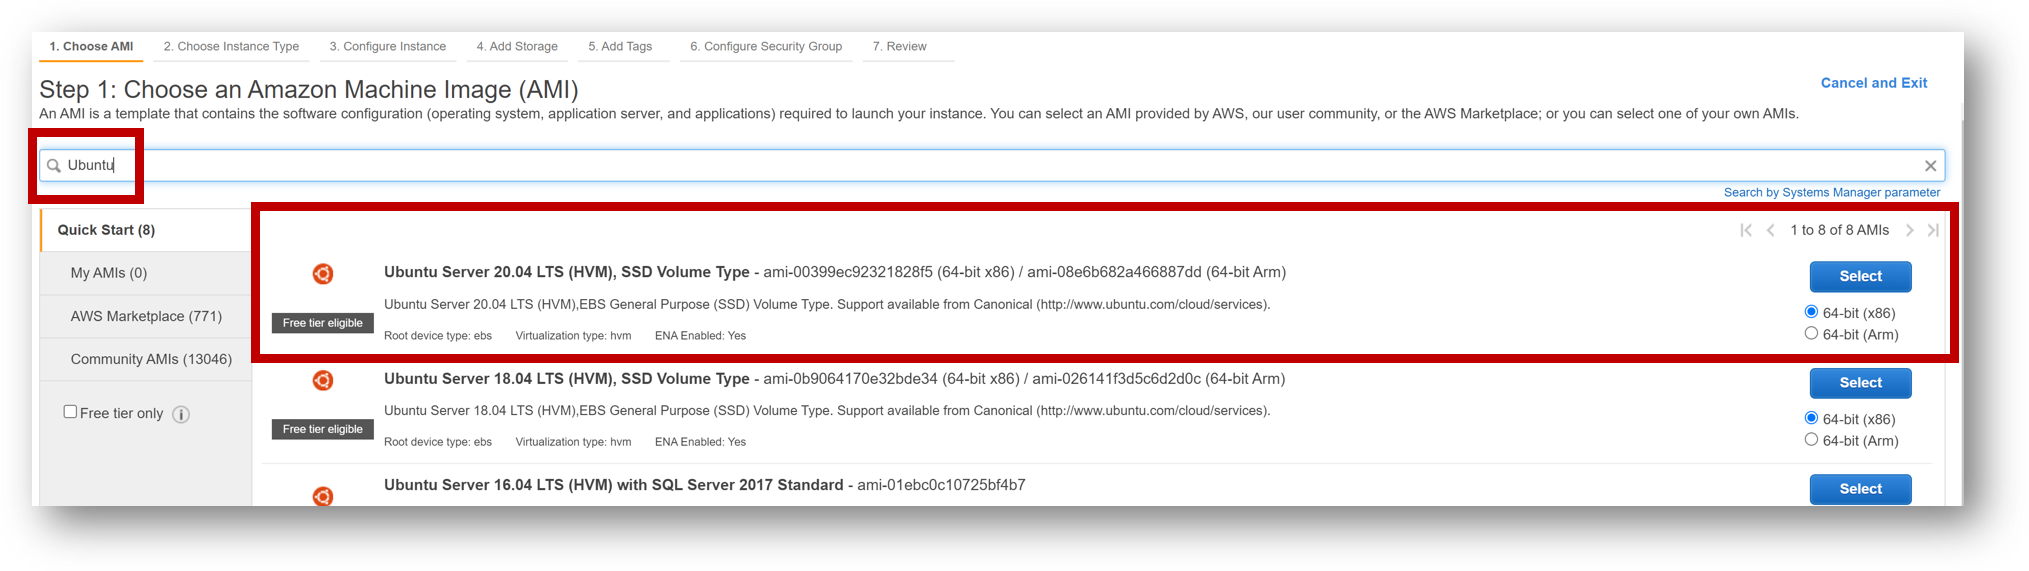 1. Choose AMI 2. Choose Instance Type 3. Configure Instance 4. Add Storage 5. Add Tags 6. Configure Security Group 7. Review
Step 1: Choose an Amazon Machine Image (AMI)
Cancel and Exit
An AMI is a template that contains the software configuration (operating system, application server, and applications) required to launch your instance. You can select an AMI provided by AWS, our user community, or the AWS Marketplace; or you can select one of your own AMIs.
Ubuntu
Search by Systems Manager parameter
Quick Start (8)
My AMIs (0)
AWS Marketplace (771)
Community AMIs (13046)
Free tier only
1 to 8 of 8 AMIs
Ubuntu Server 20.04 LTS (HVM), SSD Volume Type - ami-00399ec92321828f5 (64-bit x86) / ami-08e6b682a466887dd (64-bit Arm)
Select
Ubuntu Server 20.04 LTS (HVM),EBS General Purpose (SSD) Volume Type. Support available from Canonical (http://www.ubuntu.com/cloud/services).
64-bit (x86)
Free tier eligible
Root device type: ebs Virtualization type: hvm ENA Enabled: Yes
64-bit (Arm)
Ubuntu Server 18.04 LTS (HVM), SSD Volume Type - ami-0b9064170e32bde34 (64-bit x86) / ami-026141f3d5c6d2d0c (64-bit Arm)
Select
Ubuntu Server 18.04 LTS (HVM),EBS General Purpose (SSD) Volume Type. Support available from Canonical (http://www.ubuntu.com/cloud/services).
64-bit (x86)
Free tier eligible
Root device type: ebs Virtualization type: hvm ENA Enabled: Yes
64-bit (Arm)
Ubuntu Server 16.04 LTS (HVM) with SQL Server 2017 Standard - ami-01ebc0c10725bf4b7
Select